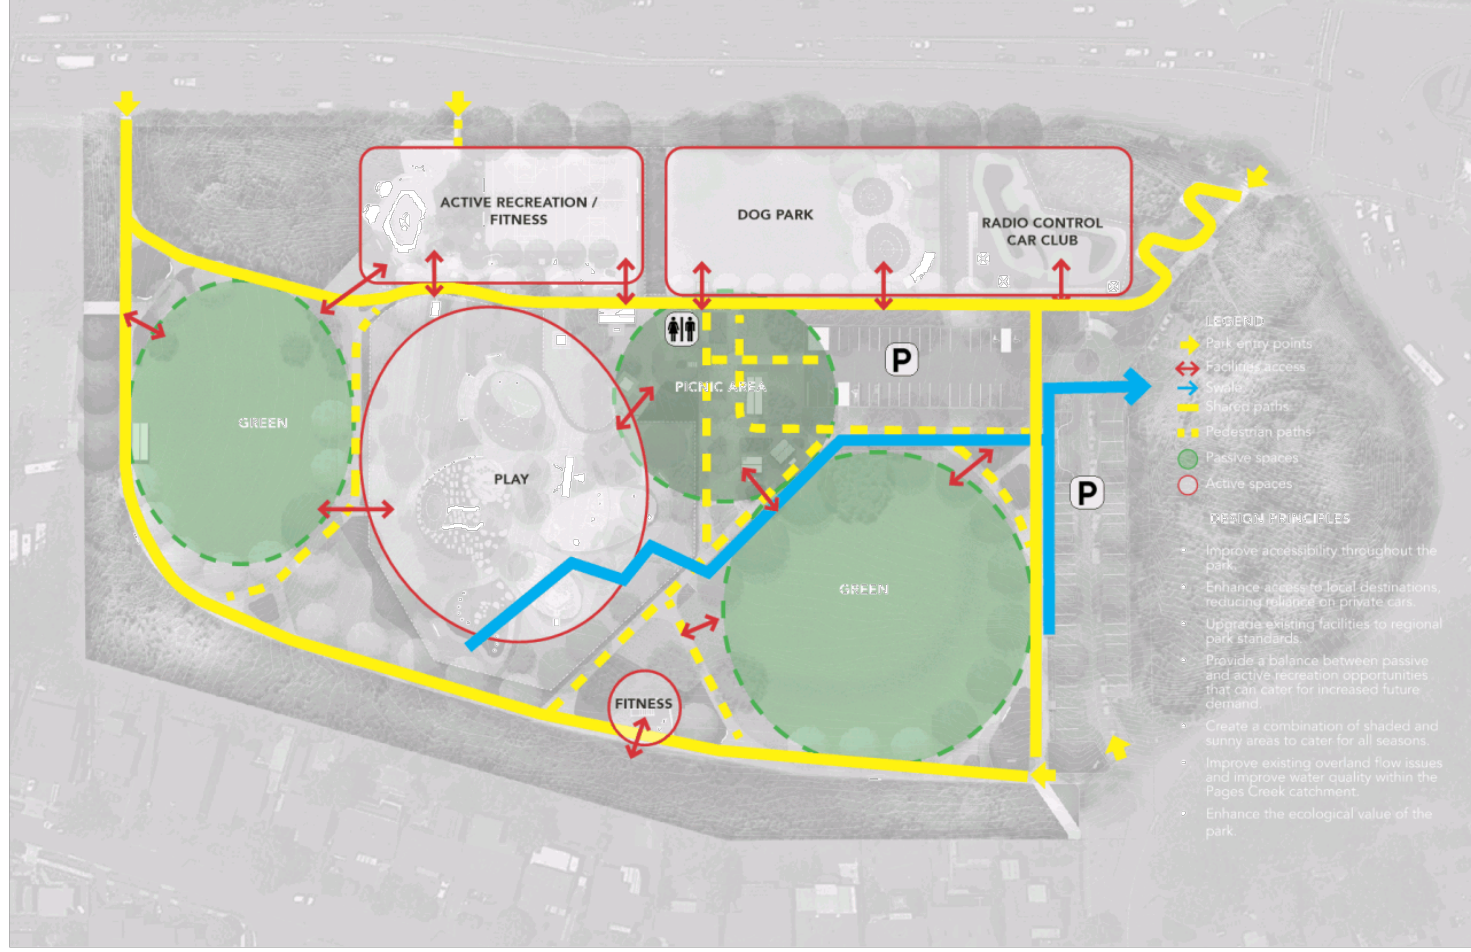 ACTIVE RECREATION /
FITNESS
DOG PARK
RADIO CONTROL
CAR CLUB
PICNIC AREA
P
GREEN
PLAY
P
GREEN
FITNESS
LEGEND
Park entry points
Facilities access
Swale
Shared paths
Pedestrian paths
Passive spaces
Active spaces
DESIGN PRINCIPLES
Improve accessibility throughout the
park.
Enhance access to local destinations,
reducing reliance on private cars.
Upgrade existing facilities to regional
park standards.
Provide a balance between passive
and active recreation opportunities
that can cater for increased future
demand.
Create a combination of shaded and
sunny areas to cater for all seasons.
Improve existing overland flow issues
and improve water quality within the
Pages Creek catchment.
Enhance the ecological value of the
park